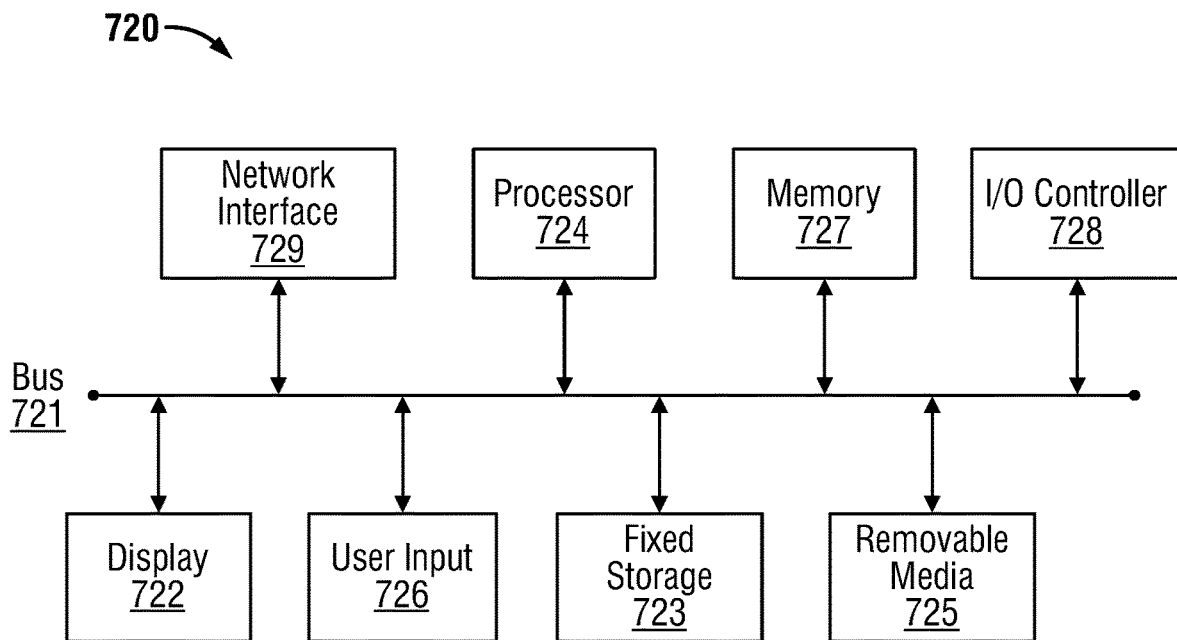 720
Network
Interface
729
Processor
724
Memory
727
I/O Controller
728
Bus
721
Display
722
User Input
726
Fixed
Storage
723
Removable
Media
725